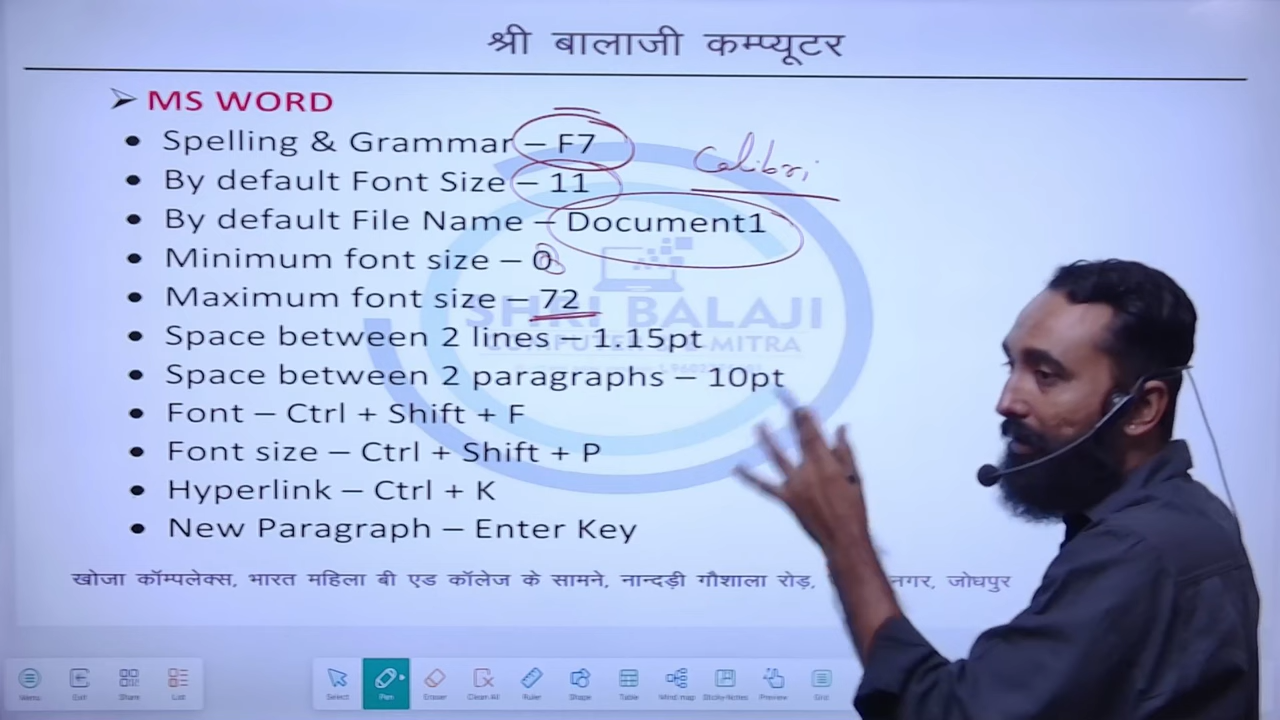 श्री बालाजी कम्प्यूटर
➢ MS WORD
• Spelling & Grammar – F7
Calibri
• By default Font Size – 11
• By default File Name – Document1
• Minimum font size – 08
• Maximum font size – 72
SHRI BALAJI
• Space between 2 lines – 1.15pt
COMPUTER & E-MITRA
• Space between 2 paragraphs – 10pt
• Font – Ctrl + Shift + F
• Font size – Ctrl + Shift + P
• Hyperlink – Ctrl + K
• New Paragraph – Enter Key
खोजा कॉम्पलेक्स, भारत महिला बी एड कॉलेज के सामने, नान्दड़ी गौशाला रोड़, नगर, जोधपुर
Menu Exit Share List Select Pen Eraser Clean All Ruler Shape Table Mind map Sticky Notes Preview Grid